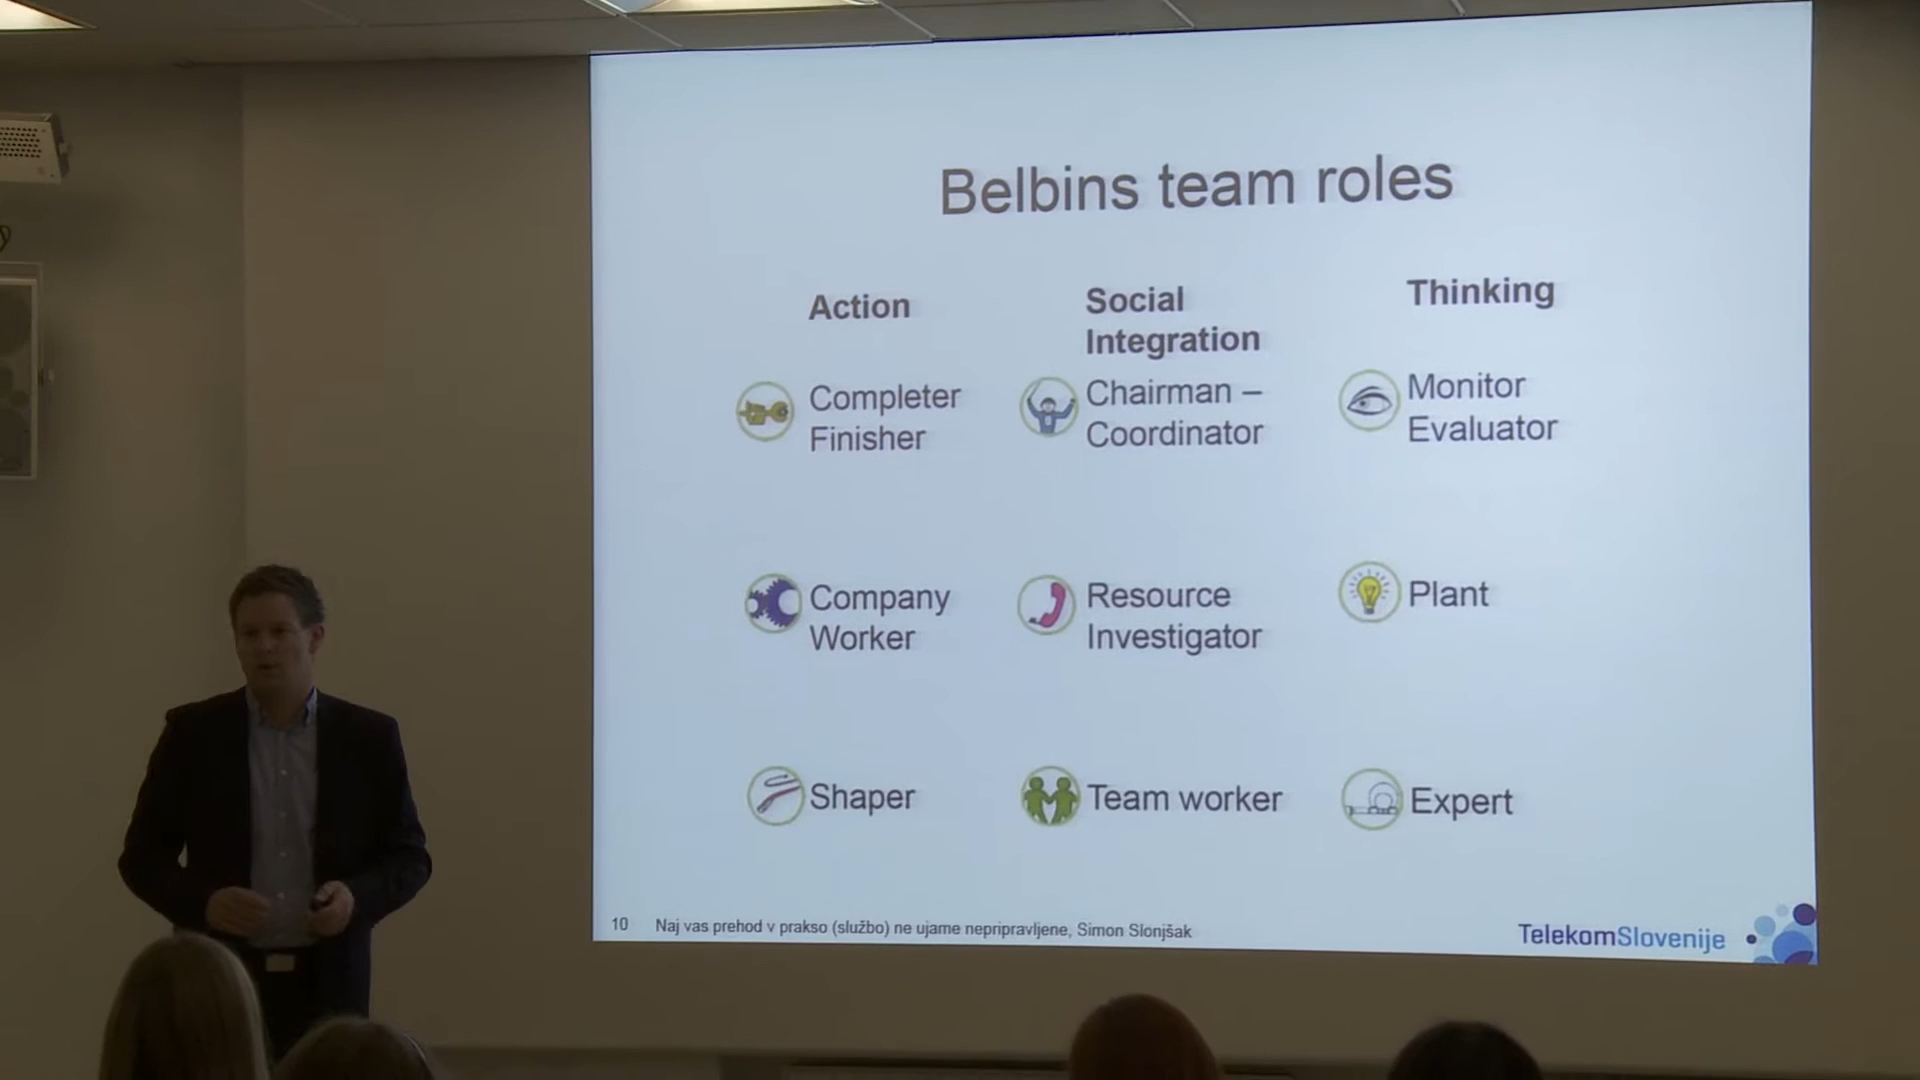 Belbins team roles
Action
Completer
Finisher
Company
Worker
Shaper
Social
Integration
Chairman –
Coordinator
Resource
Investigator
Team worker
Thinking
Monitor
Evaluator
Plant
Expert
10 Naj vas prehod v prakso (službo) ne ujame nepripravljene, Simon Slonjšak
TelekomSlovenije